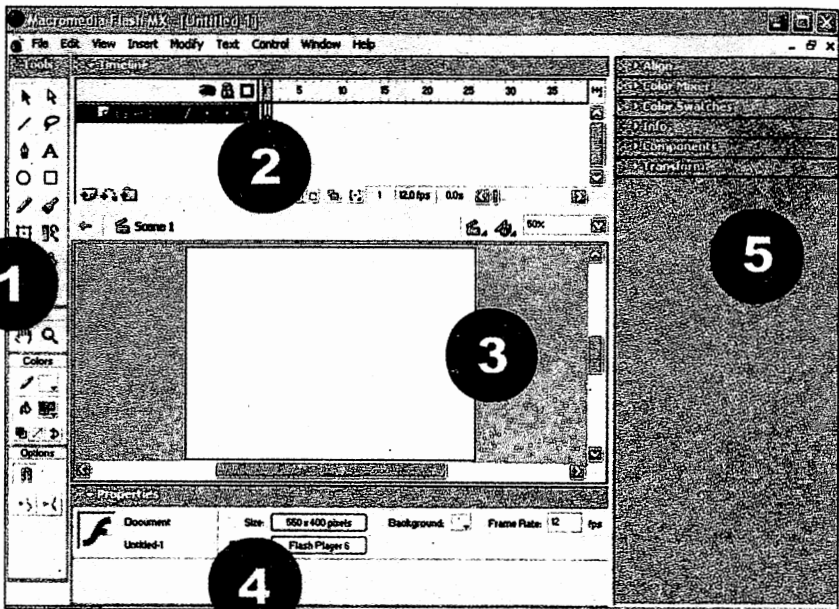 Macromedia Flash MX - [Untitled-1]
File Edit View Insert Modify Text Control Window Help
Tools
Timeline
5 10 15 20 25 30 35
2
1 12.0 fps 0.0s
Scene 1
50%
1
3
Colors
Options
Properties
Document
Size: 550 x 400 pixels
Background:
Frame Rate: 12 fps
Untitled-1
Flash Player 6
4
Align
Color Mixer
Color Swatches
Info
Components
Transform
5